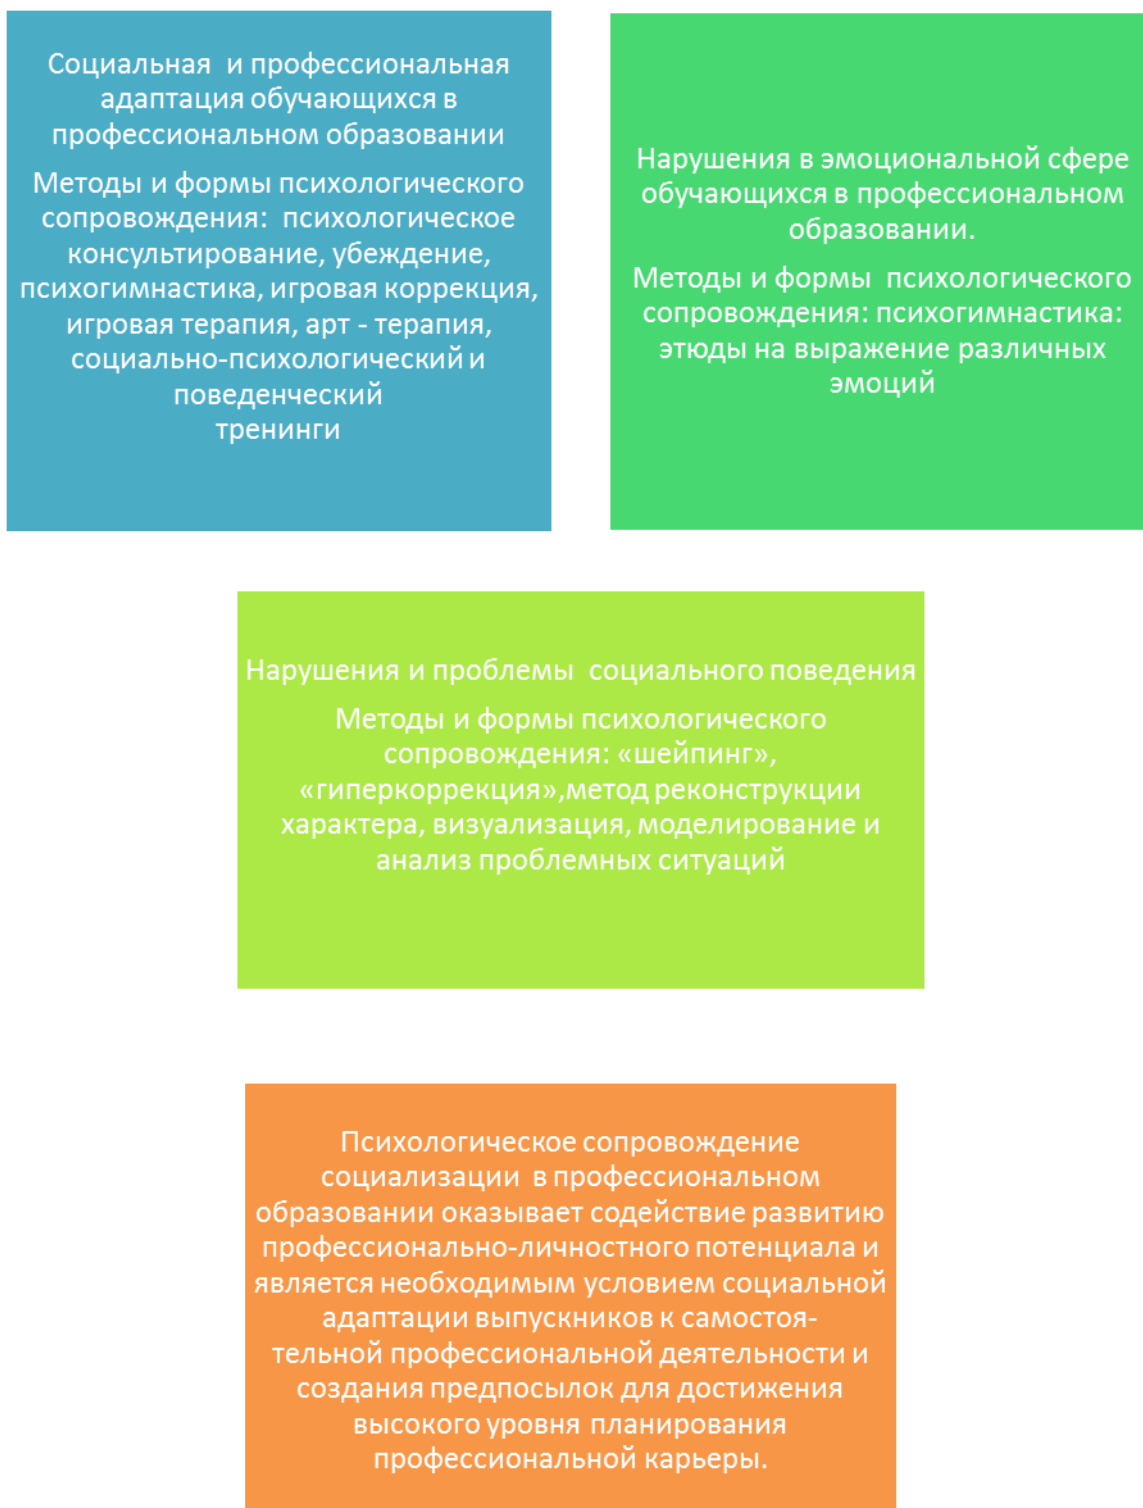 Социальная и профессиональная
адаптация обучающихся в
профессиональном образовании
Методы и формы психологического
сопровождения: психологическое
консультирование, убеждение,
психогимнастика, игровая коррекция,
игровая терапия, арт - терапия,
социально-психологический и
поведенческий
тренинги
Нарушения в эмоциональной сфере
обучающихся в профессиональном
образовании.
Методы и формы психологического
сопровождения: психогимнастика:
этюды на выражение различных
эмоций
Нарушения и проблемы социального поведения
Методы и формы психологического
сопровождения: «шейпинг»,
«гиперкоррекция»,метод реконструкции
характера, визуализация, моделирование и
анализ проблемных ситуаций
Психологическое сопровождение
социализации в профессиональном
образовании оказывает содействие развитию
профессионально-личностного потенциала и
является необходимым условием социальной
адаптации выпускников к самостоя-
тельной профессиональной деятельности и
создания предпосылок для достижения
высокого уровня планирования
профессиональной карьеры.